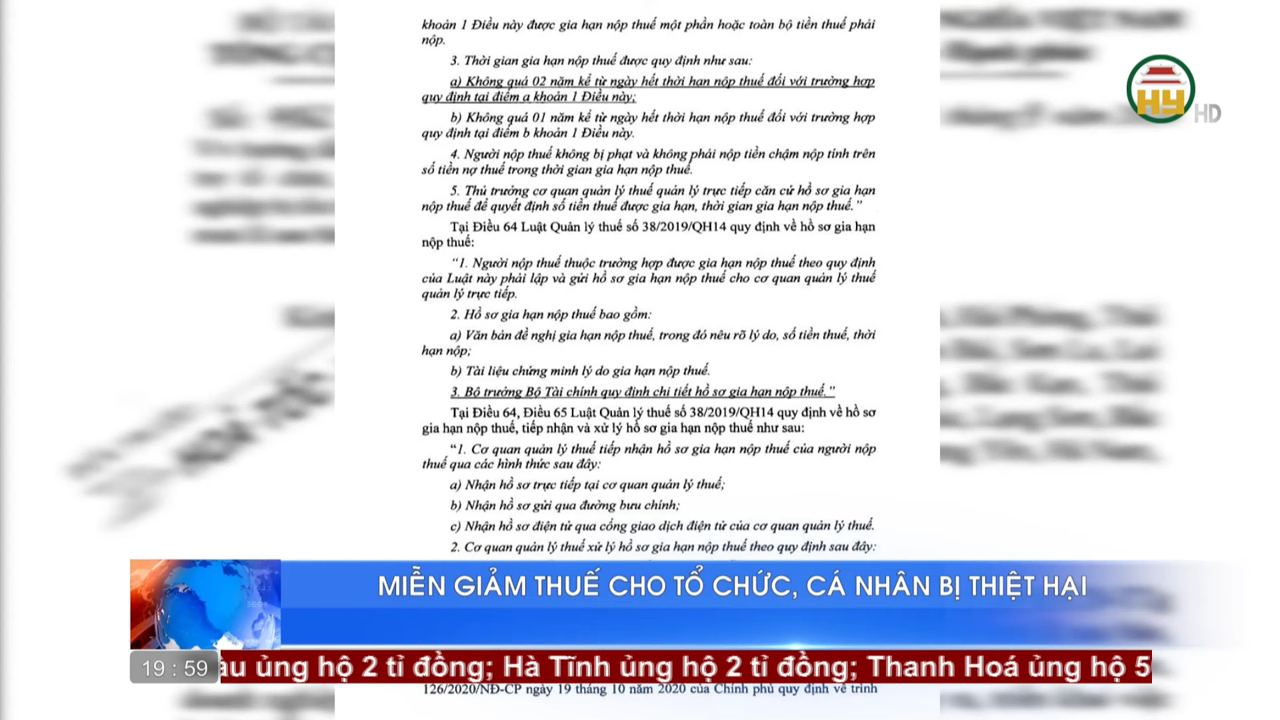 khoản 1 Điều này được gia hạn nộp thuế một phần hoặc toàn bộ tiền thuế phải
nộp.
3. Thời gian gia hạn nộp thuế được quy định như sau:
a) Không quá 02 năm kể từ ngày hết thời hạn nộp thuế đối với trường hợp
quy định tại điểm a khoản 1 Điều này;
b) Không quá 01 năm kể từ ngày hết thời hạn nộp thuế đối với trường hợp
quy định tại điểm b khoản 1 Điều này.
4. Người nộp thuế không bị phạt và không phải nộp tiền chậm nộp tính trên
số tiền nợ thuế trong thời gian gia hạn nộp thuế.
5. Thủ trưởng cơ quan quản lý thuế quản lý trực tiếp căn cứ hồ sơ gia hạn
nộp thuế để quyết định số tiền thuế được gia hạn, thời gian gia hạn nộp thuế."
Tại Điều 64 Luật Quản lý thuế số 38/2019/QH14 quy định về hồ sơ gia hạn
nộp thuế:
"1. Người nộp thuế thuộc trường hợp được gia hạn nộp thuế theo quy định
của Luật này phải lập và gửi hồ sơ gia hạn nộp thuế cho cơ quan quản lý thuế
quản lý trực tiếp.
2. Hồ sơ gia hạn nộp thuế bao gồm:
a) Văn bản đề nghị gia hạn nộp thuế, trong đó nêu rõ lý do, số tiền thuế, thời
hạn nộp;
b) Tài liệu chứng minh lý do gia hạn nộp thuế.
3. Bộ trưởng Bộ Tài chính quy định chi tiết hồ sơ gia hạn nộp thuế."
Tại Điều 64, Điều 65 Luật Quản lý thuế số 38/2019/QH14 quy định về hồ sơ
gia hạn nộp thuế, tiếp nhận và xử lý hồ sơ gia hạn nộp thuế như sau:
"1. Cơ quan quản lý thuế tiếp nhận hồ sơ gia hạn nộp thuế của người nộp
thuế qua các hình thức sau đây:
a) Nhận hồ sơ trực tiếp tại cơ quan quản lý thuế;
b) Nhận hồ sơ gửi qua đường bưu chính;
c) Nhận hồ sơ điện tử qua cổng giao dịch điện tử của cơ quan quản lý thuế.
2. Cơ quan quản lý thuế xử lý hồ sơ gia hạn nộp thuế theo quy định sau đây:
HY HD
MIỄN GIẢM THUẾ CHO TỔ CHỨC, CÁ NHÂN BỊ THIỆT HẠI
19 : 59
ủng hộ 2 tỉ đồng; Hà Tĩnh ủng hộ 2 tỉ đồng; Thanh Hoá ủng hộ 5
126/2020/NĐ-CP ngày 19 tháng 10 năm 2020 của Chính phủ quy định về trình